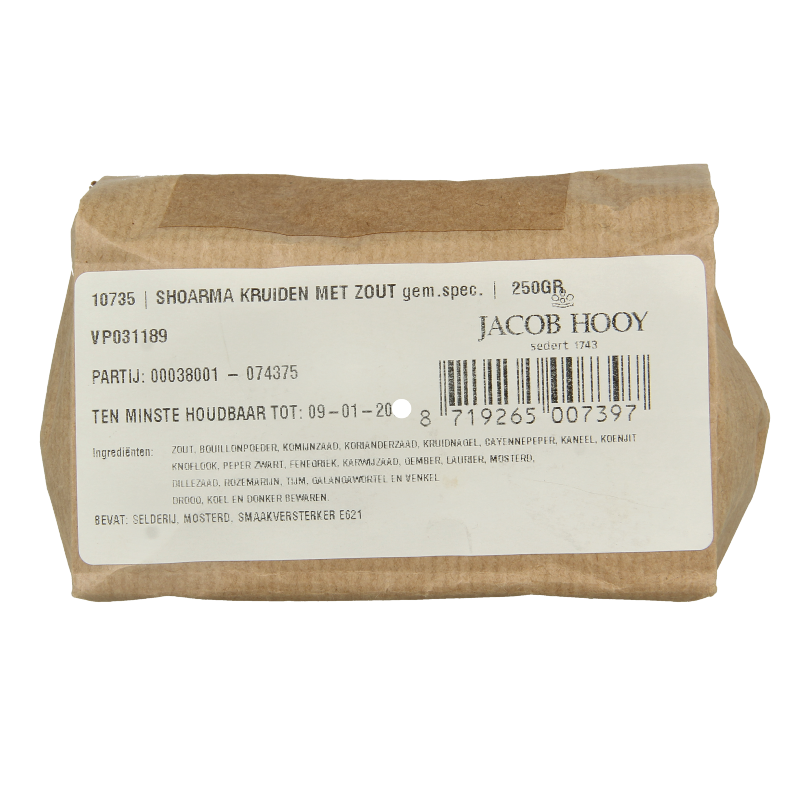 10735 | SHOARMA KRUIDEN MET ZOUT gem.spec. | 250GR
JACOB HOOY
sedert 1743
VP031189
PARTIJ: 00038001 - 074375
TEN MINSTE HOUDBAAR TOT: 09-01-20
8 719265 007397
Ingrediënten: ZOUT, BOUILLONPOEDER, KOMIJNZAAD, KORIANDERZAAD, KRUIDNAGEL, CAYENNEPEPER, KANEEL, KOENJIT
KNOFLOOK, PEPER ZWART, FENEGRIEK, KARWIJZAAD, GEMBER, LAURIER, MOSTERD,
DILLEZAAD, ROZEMARIJN, TIJM, GALANGAWORTEL EN VENKEL
DROOG, KOEL EN DONKER BEWAREN.
BEVAT: SELDERIJ, MOSTERD, SMAAKVERSTERKER E621